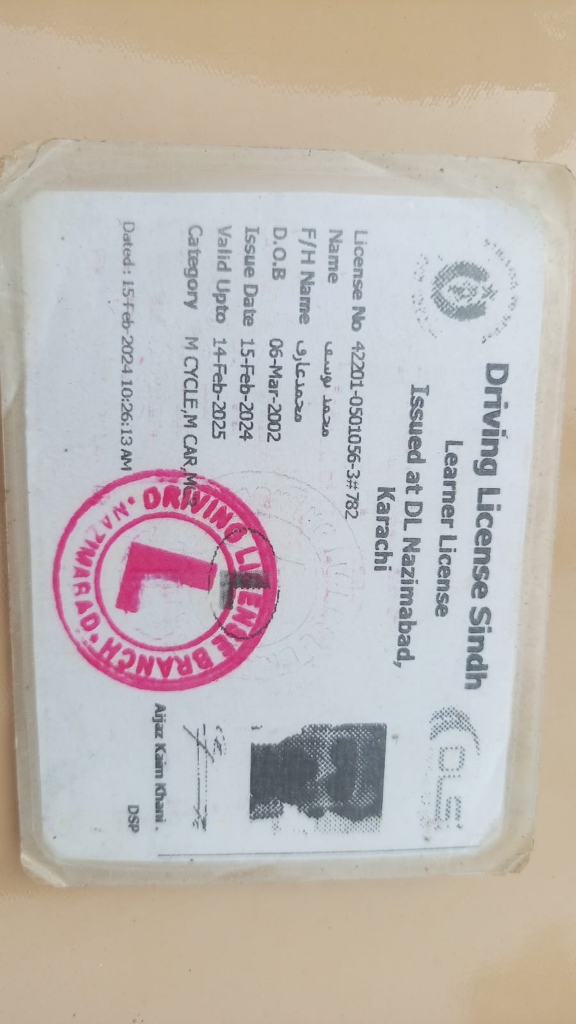 Driving License Sindh
Learner License
Issued at DL Nazimabad,
Karachi
DLS
License No 42201-0501056-3#782
Name محمد یوسف
F/H Name محمدعارف
D.O.B 06-Mar-2002
Issue Date 15-Feb-2024
Valid Upto 14-Feb-2025
Category M CYCLE,M CAR,
DRIVING LICENSE BRANCH
NAZIMABAD
L
Aijaz Kaim Khani .
DSP
Dated: 15-Feb-2024 10:26:13 AM